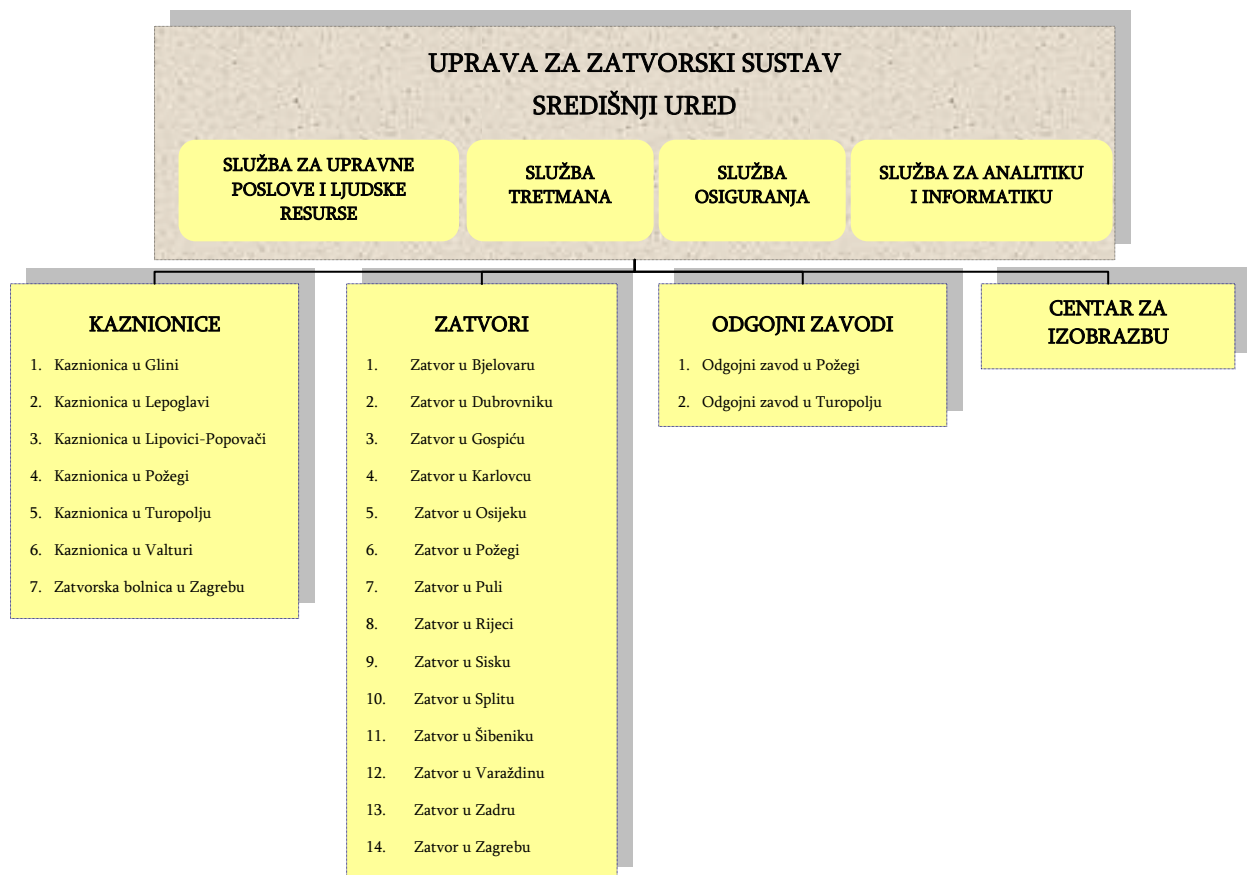 UPRAVA ZA ZATVORSKI SUSTAV
SREDIŠNJI URED
SLUŽBA ZA UPRAVNE
POSLOVE I LJUDSKE
RESURSE
SLUŽBA
TRETMANA
SLUŽBA
OSIGURANJA
SLUŽBA ZA ANALITIKU
I INFORMATIKU
KAZNIONICE
1. Kaznionica u Glini
2. Kaznionica u Lepoglavi
3. Kaznionica u Lipovici-Popovači
4. Kaznionica u Požegi
5. Kaznionica u Turopolju
6. Kaznionica u Valturi
7. Zatvorska bolnica u Zagrebu
ZATVORI
1. Zatvor u Bjelovaru
2. Zatvor u Dubrovniku
3. Zatvor u Gospiću
4. Zatvor u Karlovcu
5. Zatvor u Osijeku
6. Zatvor u Požegi
7. Zatvor u Puli
8. Zatvor u Rijeci
9. Zatvor u Sisku
10. Zatvor u Splitu
11. Zatvor u Šibeniku
12. Zatvor u Varaždinu
13. Zatvor u Zadru
14. Zatvor u Zagrebu
ODGOJNI ZAVODI
1. Odgojni zavod u Požegi
2. Odgojni zavod u Turopolju
CENTAR ZA
IZOBRAZBU